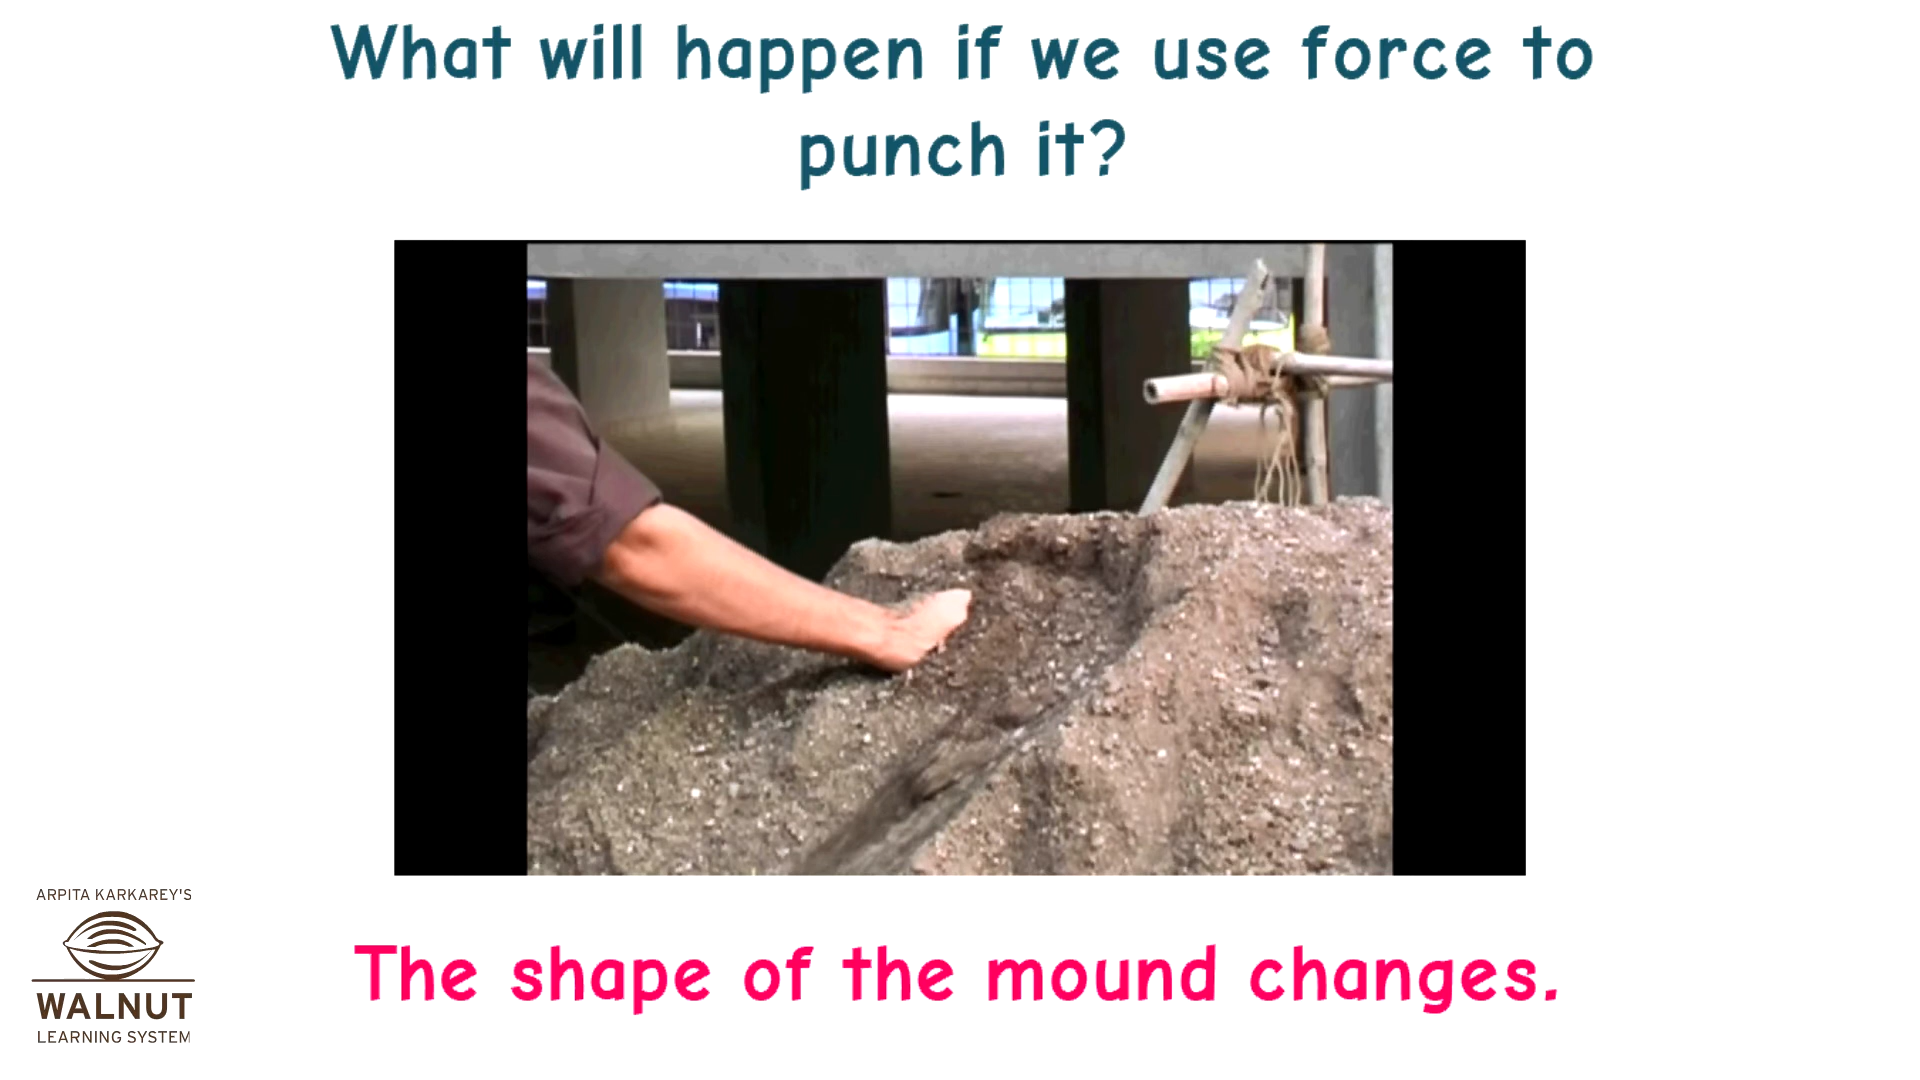 What will happen if we use force to
punch it?
ARPITA KARKAREY'S
WALNUT
LEARNING SYSTEM
The shape of the mound changes.